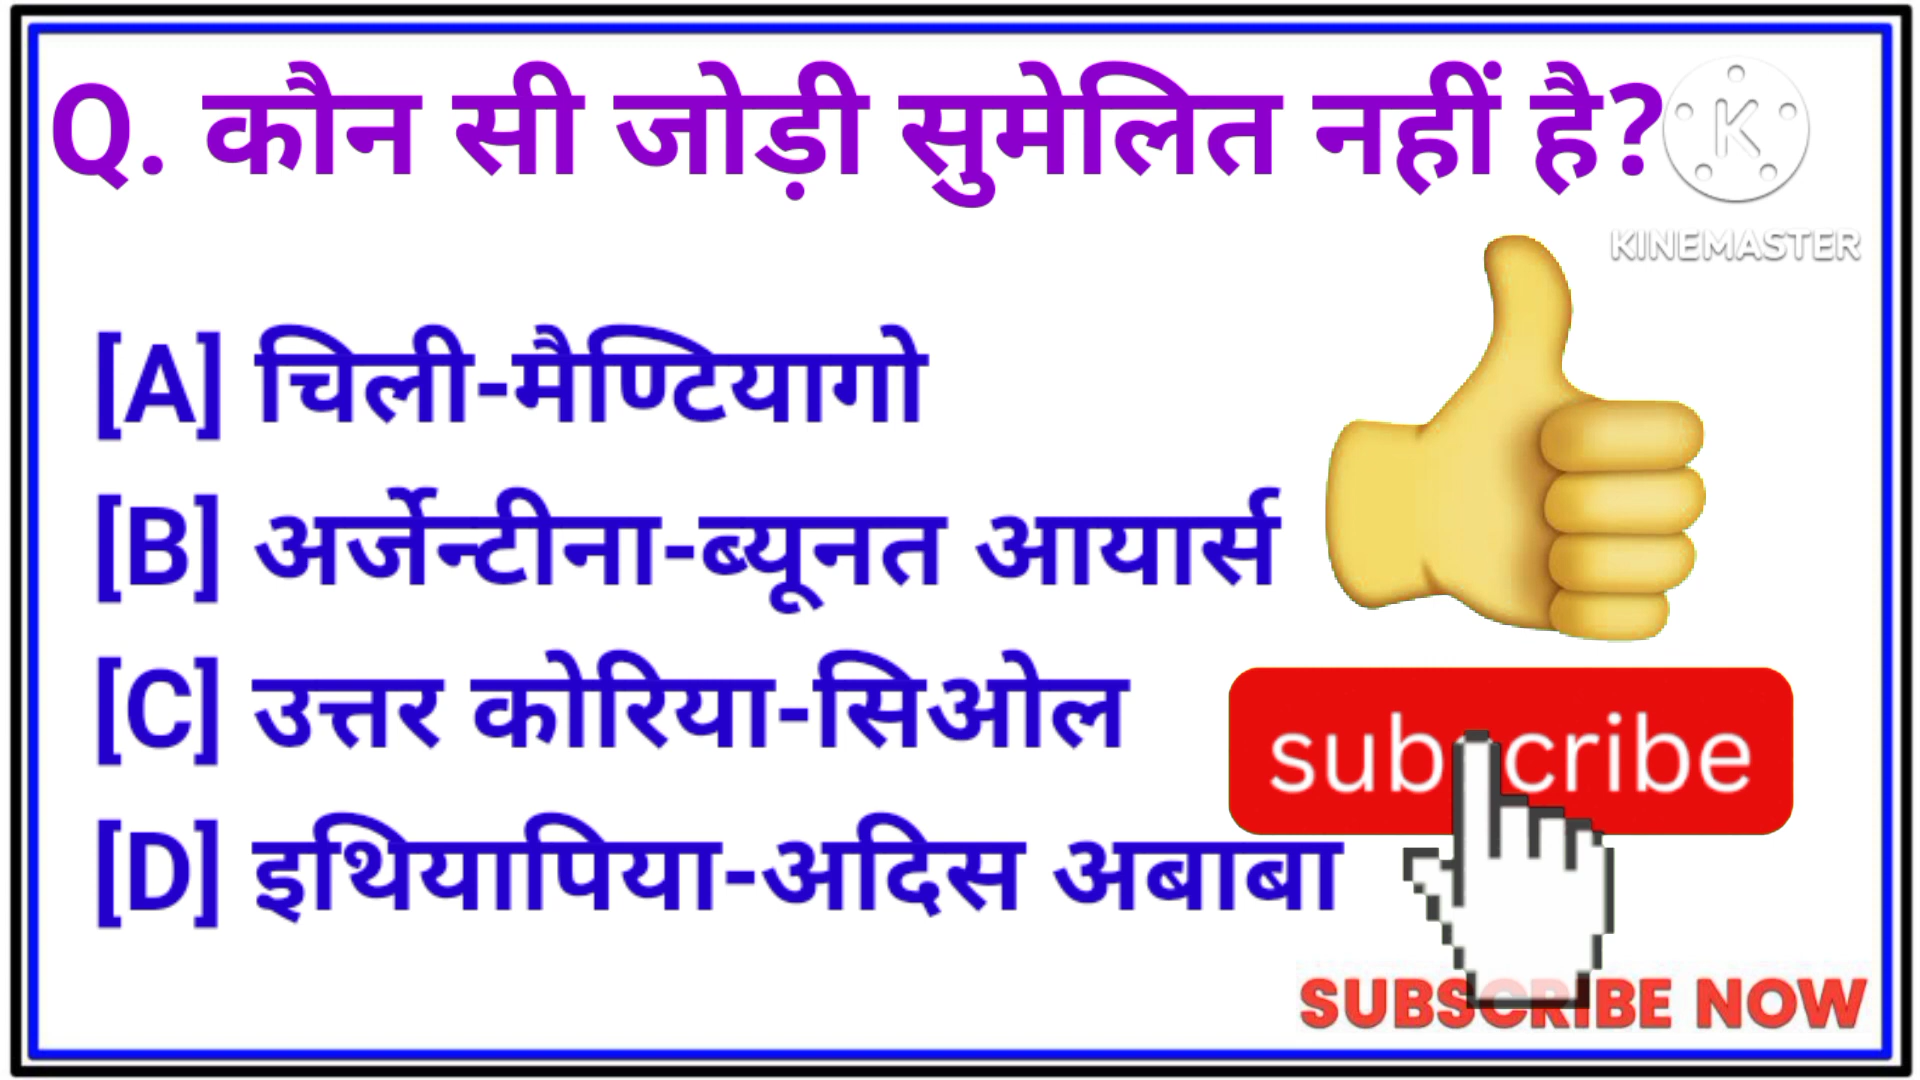 Q. कौन सी जोड़ी सुमेलित नहीं है?
K
KINEMASTER
[A] चिली-मैण्टियागो
[B] अर्जेन्टीना-ब्यूनत आयार्स
[C] उत्तर कोरिया-सिओल
subscribe
[D] इथियापिया-अदिस अबाबा
SUBSCRIBE NOW